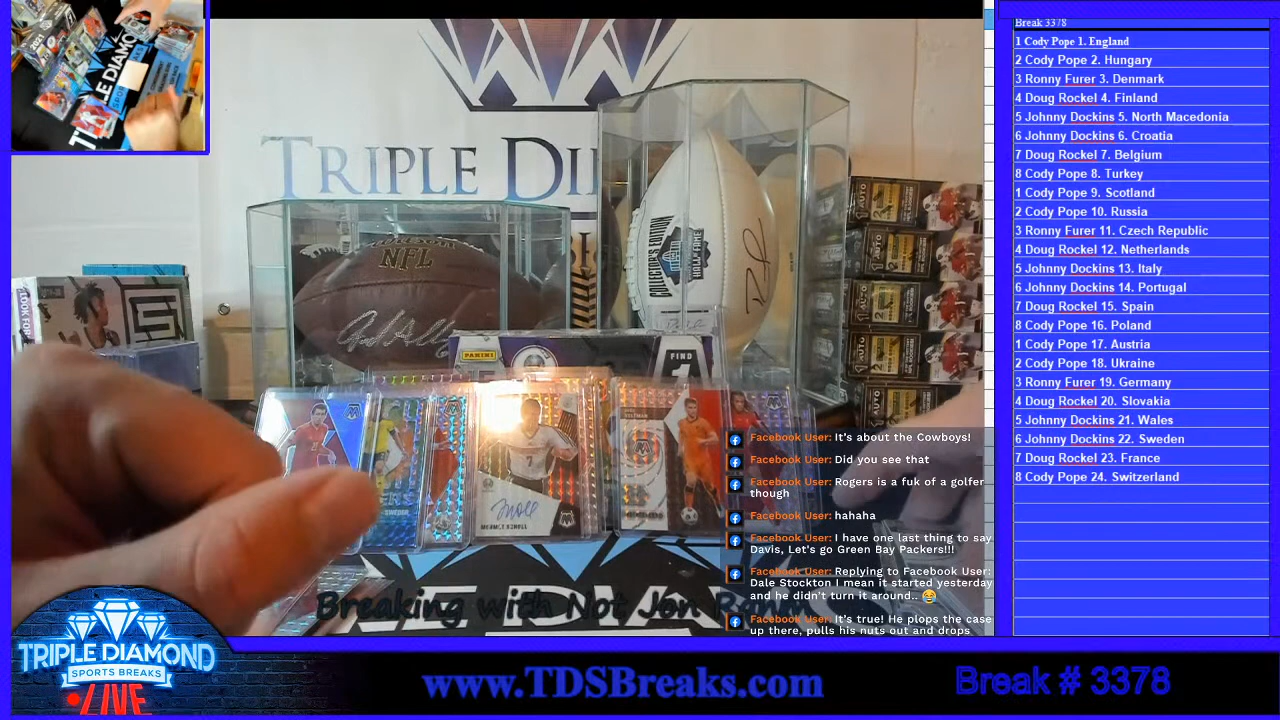 Break 3378
1 Cody Pope 1. England
2 Cody Pope 2. Hungary
3 Ronny Furer 3. Denmark
4 Doug Rockel 4. Finland
5 Johnny Dockins 5. North Macedonia
6 Johnny Dockins 6. Croatia
7 Doug Rockel 7. Belgium
8 Cody Pope 8. Turkey
1 Cody Pope 9. Scotland
2 Cody Pope 10. Russia
3 Ronny Furer 11. Czech Republic
4 Doug Rockel 12. Netherlands
5 Johnny Dockins 13. Italy
6 Johnny Dockins 14. Portugal
7 Doug Rockel 15. Spain
8 Cody Pope 16. Poland
1 Cody Pope 17. Austria
2 Cody Pope 18. Ukraine
3 Ronny Furer 19. Germany
4 Doug Rockel 20. Slovakia
5 Johnny Dockins 21. Wales
6 Johnny Dockins 22. Sweden
7 Doug Rockel 23. France
8 Cody Pope 24. Switzerland
TRIPLE DI
NFL
COLLECTOR'S EDITION
HALL OF FAME
PANINI
FIND
1
SWEDEN
7
Facebook User: It's about the Cowboys!
Facebook User: Did you see that
Facebook User: Rogers is a fuk of a golfer
though
Facebook User: hahaha
Facebook User: I have one last thing to say
Davis, Let's go Green Bay Packers!!!
Facebook User: Replying to Facebook User:
Dale Stockton I mean it started yesterday
and he didn't turn it around.. 😂
Facebook User: It's true! He plops the case
up there, pulls his nuts out and drops
Breaking with Not Jon Rahm
TRIPLE DIAMOND
SPORTS BREAKS
LIVE
www.TDSBreaks.com
Break # 3378